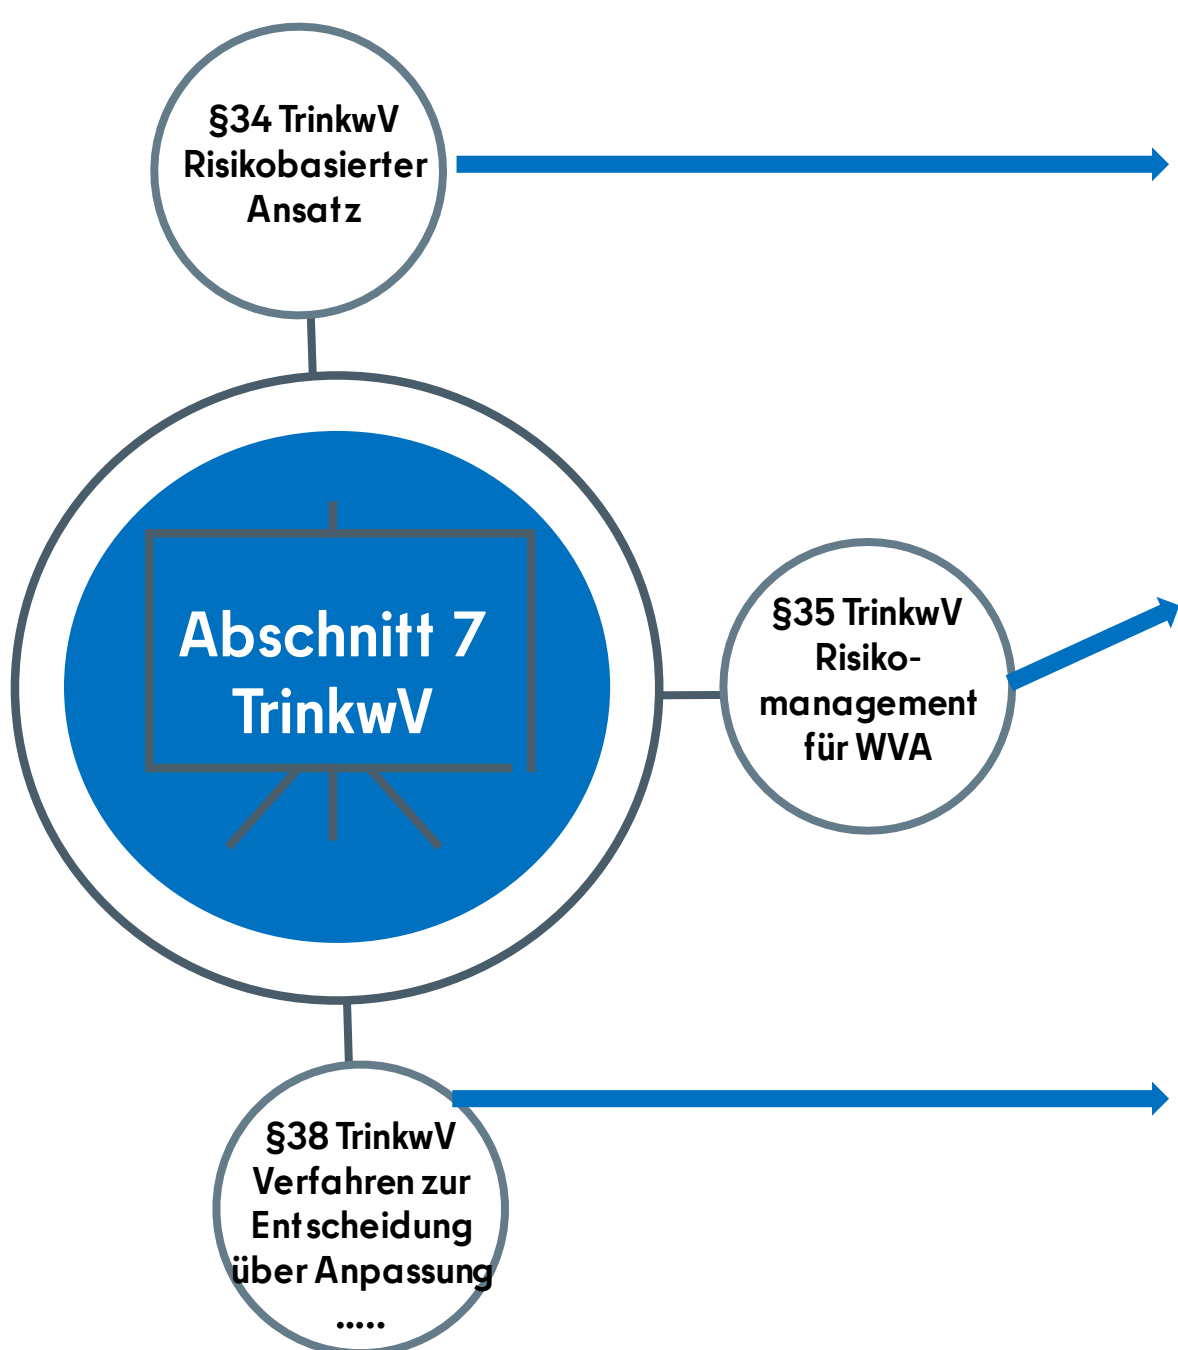 §34 TrinkwV
Risikobasierter
Ansatz
Abschnitt 7
TrinkwV
§35 TrinkwV
Risiko-
management
für WVA
§38 TrinkwV
Verfahren zur
Entscheidung
über Anpassung
.....